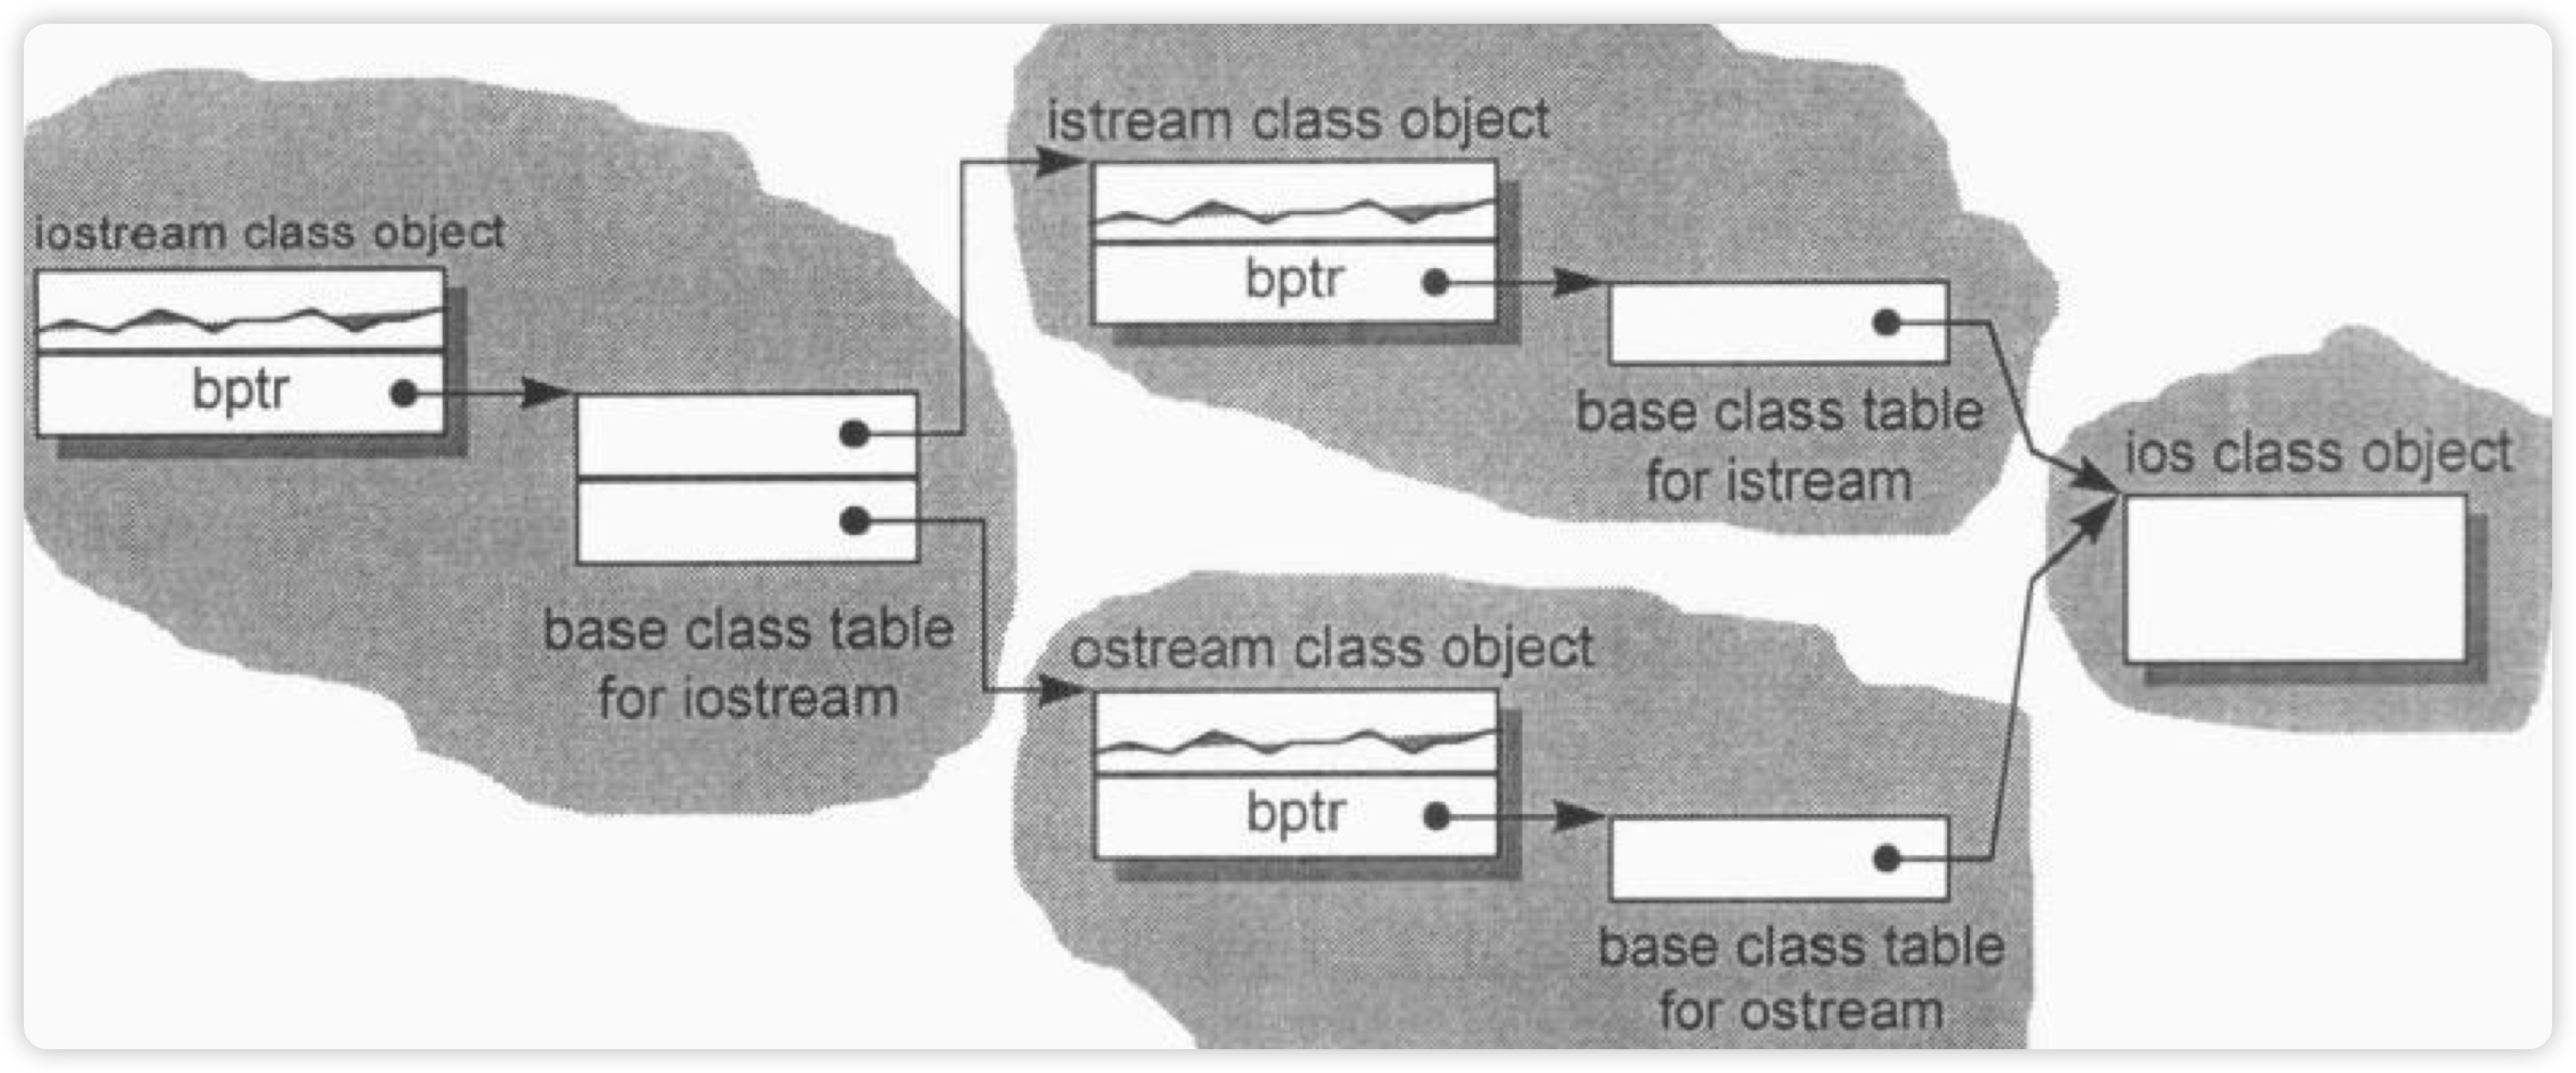 iostream class object
bptr
base class table
for iostream
istream class object
bptr
base class table
for istream
ostream class object
bptr
base class table
for ostream
ios class object